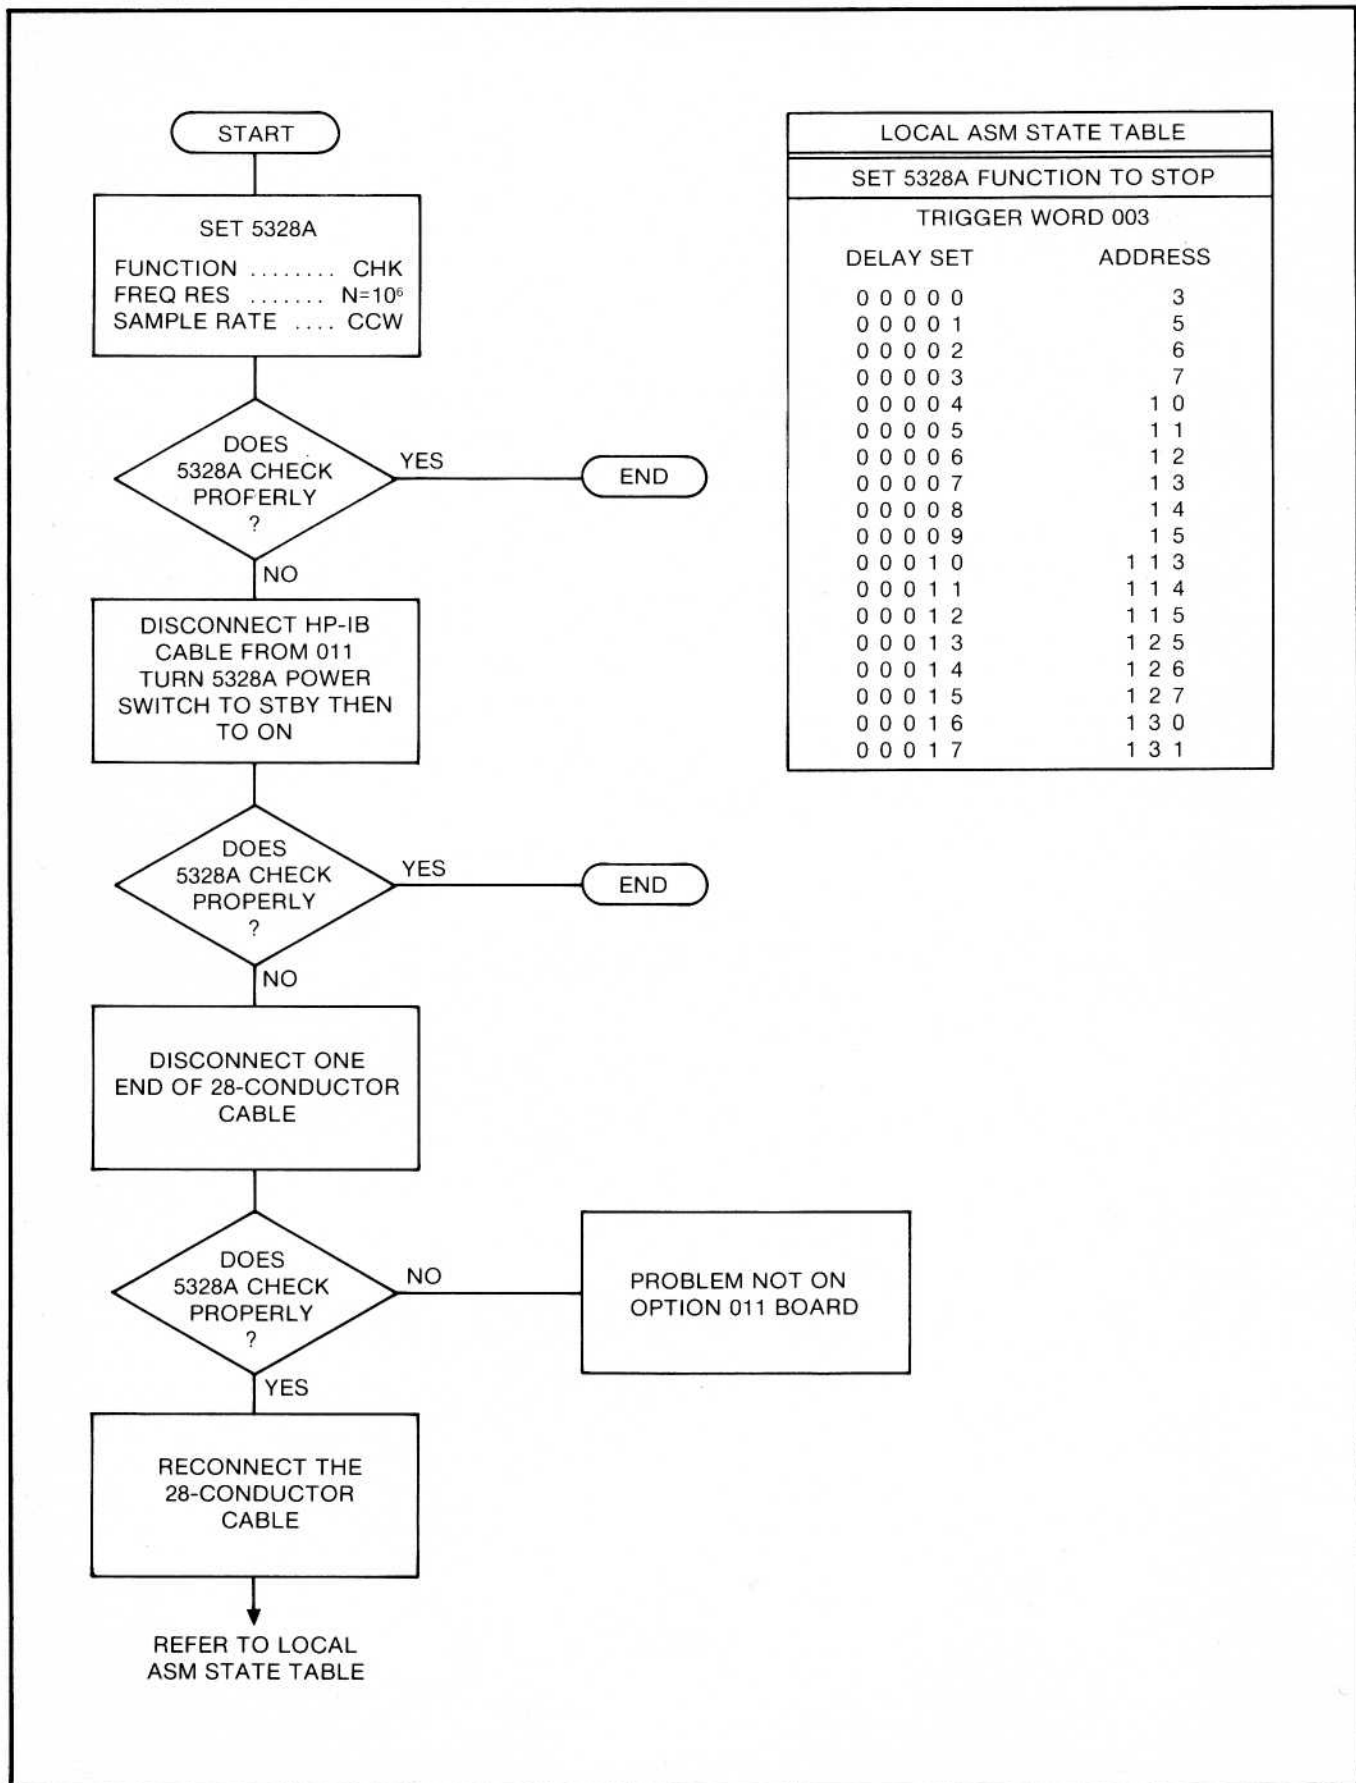 START
SET 5328A
FUNCTION ........ CHK
FREQ RES ....... N=10⁶
SAMPLE RATE .... CCW
DOES
5328A CHECK
PROPERLY
?
YES
END
NO
DISCONNECT HP-IB
CABLE FROM 011
TURN 5328A POWER
SWITCH TO STBY THEN
TO ON
DOES
5328A CHECK
PROPERLY
?
YES
END
NO
DISCONNECT ONE
END OF 28-CONDUCTOR
CABLE
DOES
5328A CHECK
PROPERLY
?
NO
PROBLEM NOT ON
OPTION 011 BOARD
YES
RECONNECT THE
28-CONDUCTOR
CABLE
REFER TO LOCAL
ASM STATE TABLE
LOCAL ASM STATE TABLE
SET 5328A FUNCTION TO STOP
TRIGGER WORD 003
DELAY SET ADDRESS
0 0 0 0 0 3
0 0 0 0 1 5
0 0 0 0 2 6
0 0 0 0 3 7
0 0 0 0 4 1 0
0 0 0 0 5 1 1
0 0 0 0 6 1 2
0 0 0 0 7 1 3
0 0 0 0 8 1 4
0 0 0 0 9 1 5
0 0 0 1 0 1 1 3
0 0 0 1 1 1 1 4
0 0 0 1 2 1 1 5
0 0 0 1 3 1 2 5
0 0 0 1 4 1 2 6
0 0 0 1 5 1 2 7
0 0 0 1 6 1 3 0
0 0 0 1 7 1 3 1